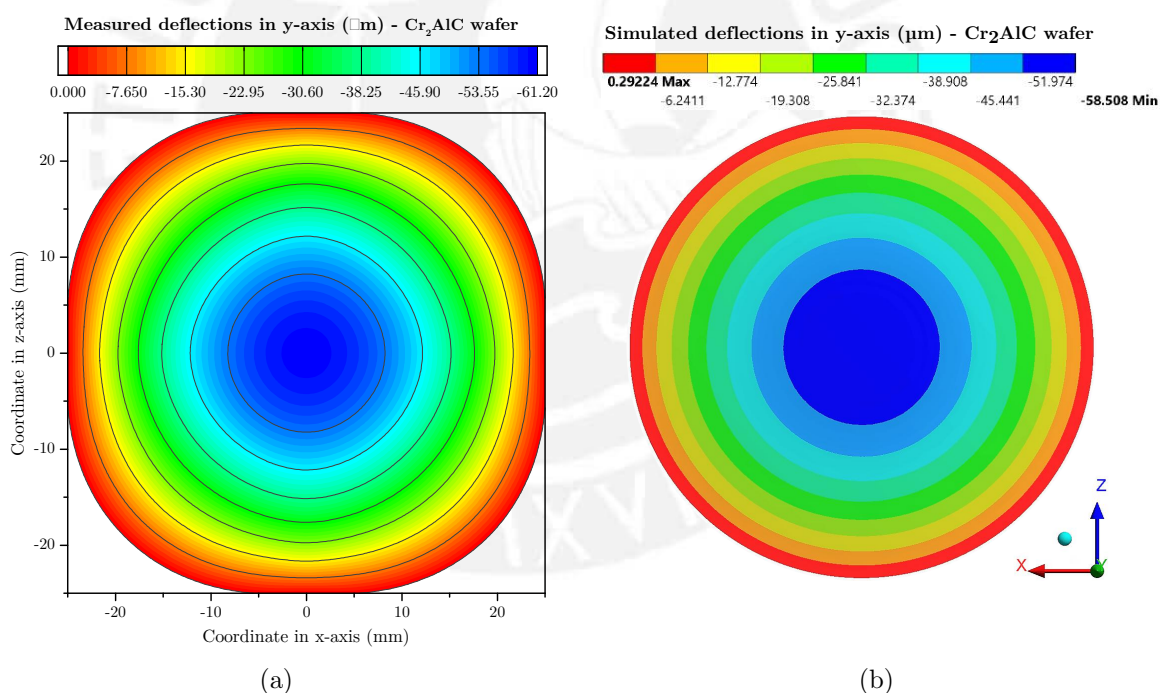 Measured deflections in y-axis (□m) - Cr₂AlC wafer
0.000 -7.650 -15.30 -22.95 -30.60 -38.25 -45.90 -53.55 -61.20
Coordinate in z-axis (mm)
20
10
0
-10
-20
-20 -10 0 10 20
Coordinate in x-axis (mm)
(a)
Simulated deflections in y-axis (µm) - Cr2AlC wafer
0.29224 Max -12.774 -25.841 -38.908 -51.974
-6.2411 -19.308 -32.374 -45.441 -58.508 Min
Z
X Y
(b)